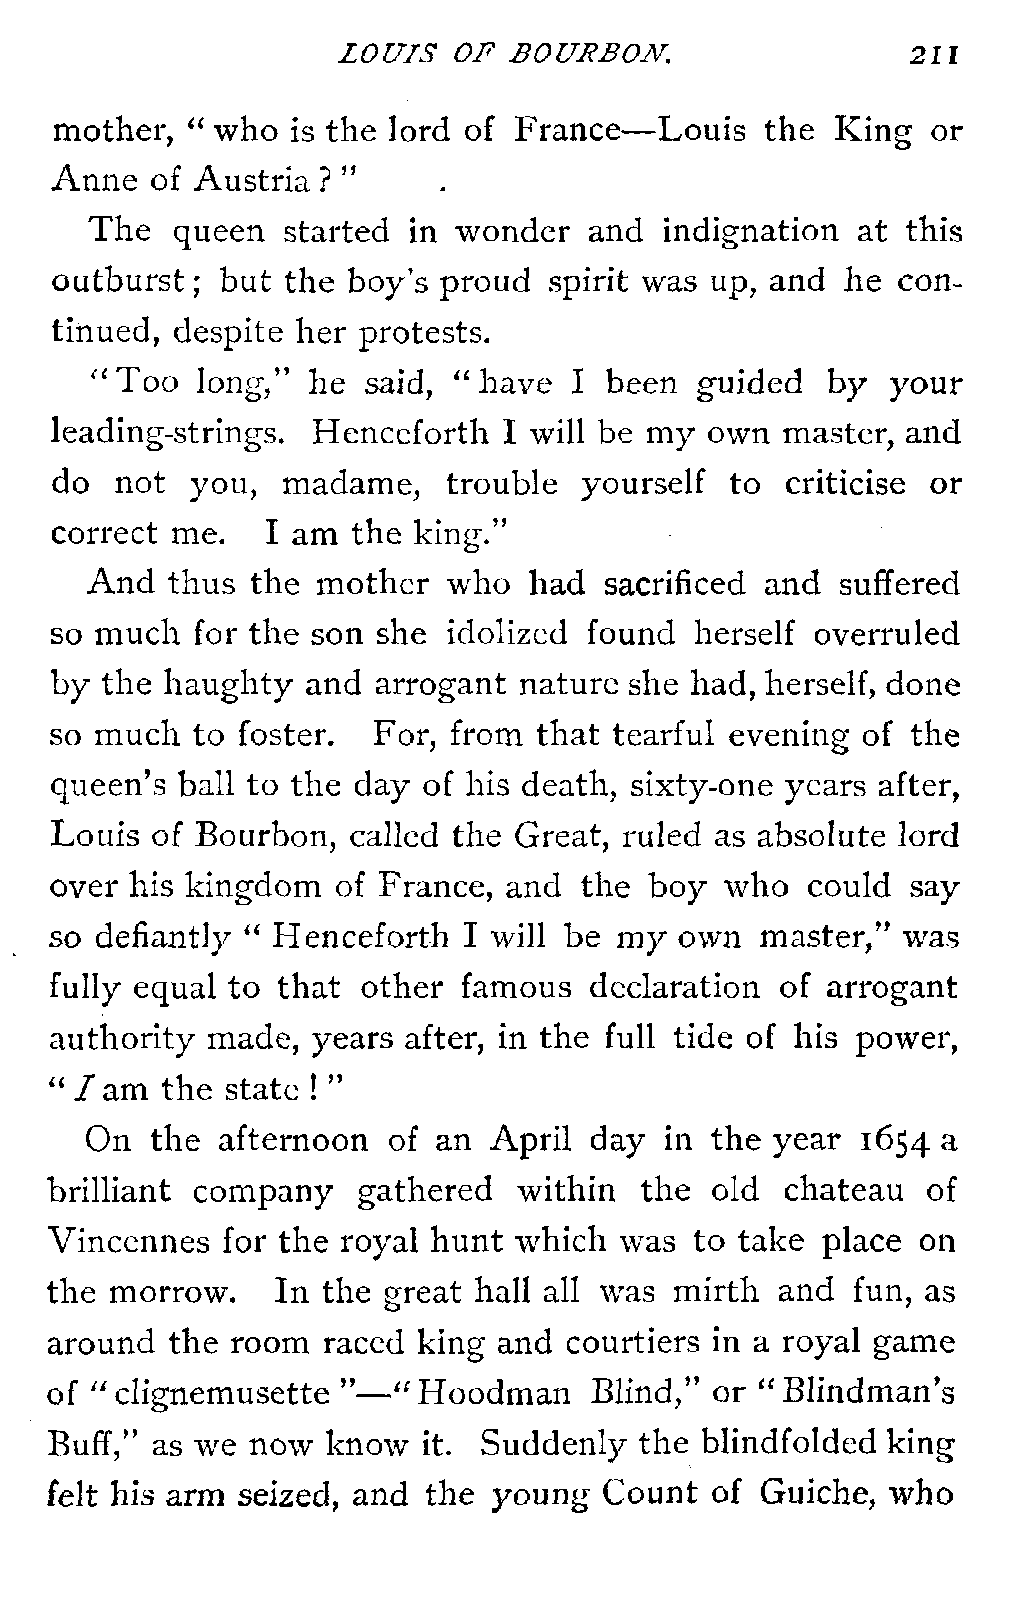 LOUIS OF BOURBON. 211
mother, “ who is the lord of France—Louis the King or
Anne of Austria ? ”
The queen started in wonder and indignation at this
outburst ; but the boy's proud spirit was up, and he con-
tinued, despite her protests.
“ Too long,” he said, “ have I been guided by your
leading-strings. Henceforth I will be my own master, and
do not you, madame, trouble yourself to criticise or
correct me. I am the king.”
And thus the mother who had sacrificed and suffered
so much for the son she idolized found herself overruled
by the haughty and arrogant nature she had, herself, done
so much to foster. For, from that tearful evening of the
queen's ball to the day of his death, sixty-one years after,
Louis of Bourbon, called the Great, ruled as absolute lord
over his kingdom of France, and the boy who could say
so defiantly “ Henceforth I will be my own master,” was
fully equal to that other famous declaration of arrogant
authority made, years after, in the full tide of his power,
“ I am the state ! ”
On the afternoon of an April day in the year 1654 a
brilliant company gathered within the old chateau of
Vincennes for the royal hunt which was to take place on
the morrow. In the great hall all was mirth and fun, as
around the room raced king and courtiers in a royal game
of “ clignemusette ”—“ Hoodman Blind,” or “ Blindman's
Buff,” as we now know it. Suddenly the blindfolded king
felt his arm seized, and the young Count of Guiche, who